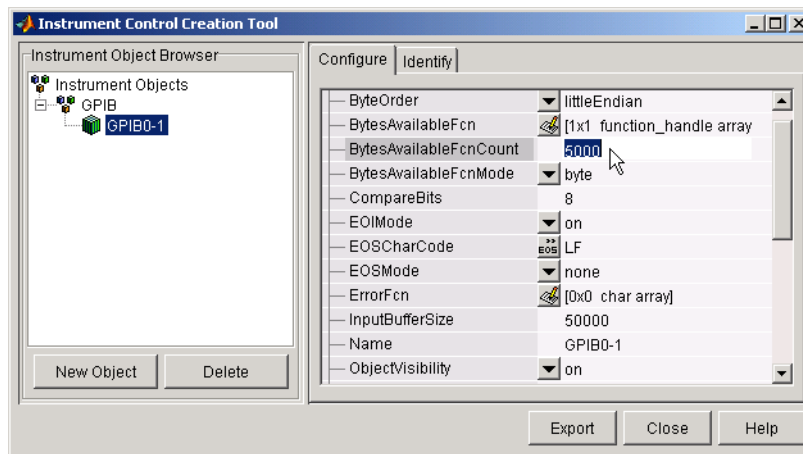 Instrument Control Creation Tool
Instrument Object Browser
Instrument Objects
GPIB
GPIB0-1
New Object
Delete
Configure
Identify
ByteOrder littleEndian
BytesAvailableFcn [1x1 function_handle array
BytesAvailableFcnCount 5000
BytesAvailableFcnMode byte
CompareBits 8
EOIMode on
EOSCharCode EOS LF
EOSMode none
ErrorFcn [0x0 char array]
InputBufferSize 50000
Name GPIB0-1
ObjectVisibility on
Export
Close
Help